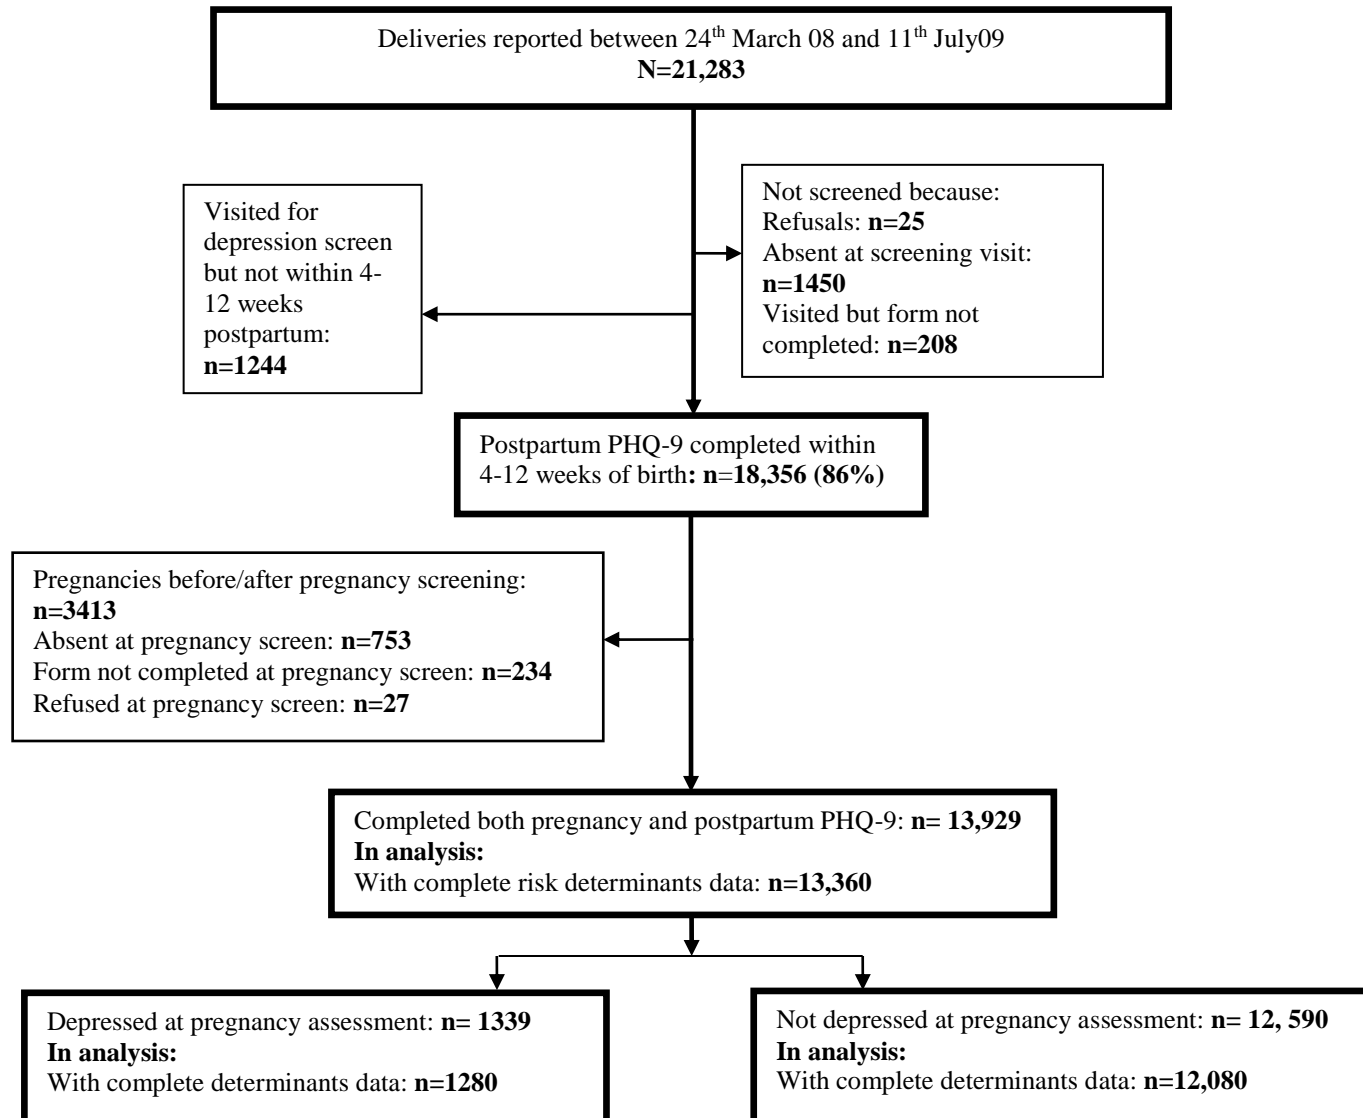 Deliveries reported between 24th March 08 and 11th July09
N=21,283
Visited for
depression screen
but not within 4-
12 weeks
postpartum:
n=1244
Not screened because:
Refusals: n=25
Absent at screening visit:
n=1450
Visited but form not
completed: n=208
Postpartum PHQ-9 completed within
4-12 weeks of birth: n=18,356 (86%)
Pregnancies before/after pregnancy screening:
n=3413
Absent at pregnancy screen: n=753
Form not completed at pregnancy screen: n=234
Refused at pregnancy screen: n=27
Completed both pregnancy and postpartum PHQ-9: n= 13,929
In analysis:
With complete risk determinants data: n=13,360
Depressed at pregnancy assessment: n= 1339
In analysis:
With complete determinants data: n=1280
Not depressed at pregnancy assessment: n= 12, 590
In analysis:
With complete determinants data: n=12,080